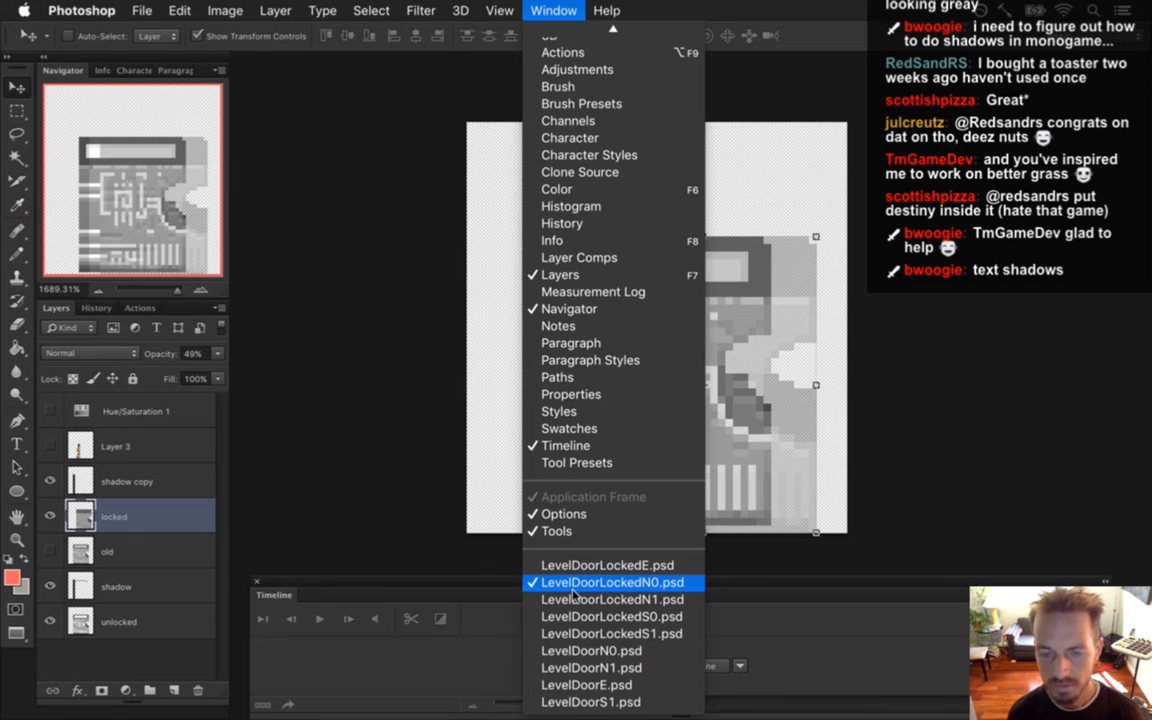 Photoshop File Edit Image Layer Type Select Filter 3D View Window Help
Auto-Select: Layer Show Transform Controls
Navigator Info Characte Paragra
1689.31%
Layers History Actions
Kind
Normal Opacity: 49%
Lock: Fill: 100%
Hue/Saturation 1
Layer 3
shadow copy
locked
old
shadow
unlocked
fx
3D
Actions ⌥F9
Adjustments
Brush
Brush Presets
Channels
Character
Character Styles
Clone Source
Color F6
Histogram
History
Info F8
Layer Comps
✓ Layers F7
Measurement Log
✓ Navigator
Notes
Paragraph
Paragraph Styles
Paths
Properties
Styles
Swatches
✓ Timeline
Tool Presets
✓ Application Frame
✓ Options
✓ Tools
LevelDoorLockedE.psd
✓ LevelDoorLockedN0.psd
LevelDoorLockedN1.psd
LevelDoorLockedS0.psd
LevelDoorLockedS1.psd
LevelDoorN0.psd
LevelDoorN1.psd
LevelDoorE.psd
LevelDoorS1.psd
Timeline
looking greay
bwoogie: i need to figure out how
to do shadows in monogame...
RedSandRS: I bought a toaster two
weeks ago haven't used once
scottishpizza: Great*
julcreutz: @Redsandrs congrats on
dat on tho, deez nuts
TmGameDev: and you've inspired
me to work on better grass
scottishpizza: @redsandrs put
destiny inside it (hate that game)
bwoogie: TmGameDev glad to
help
bwoogie: text shadows